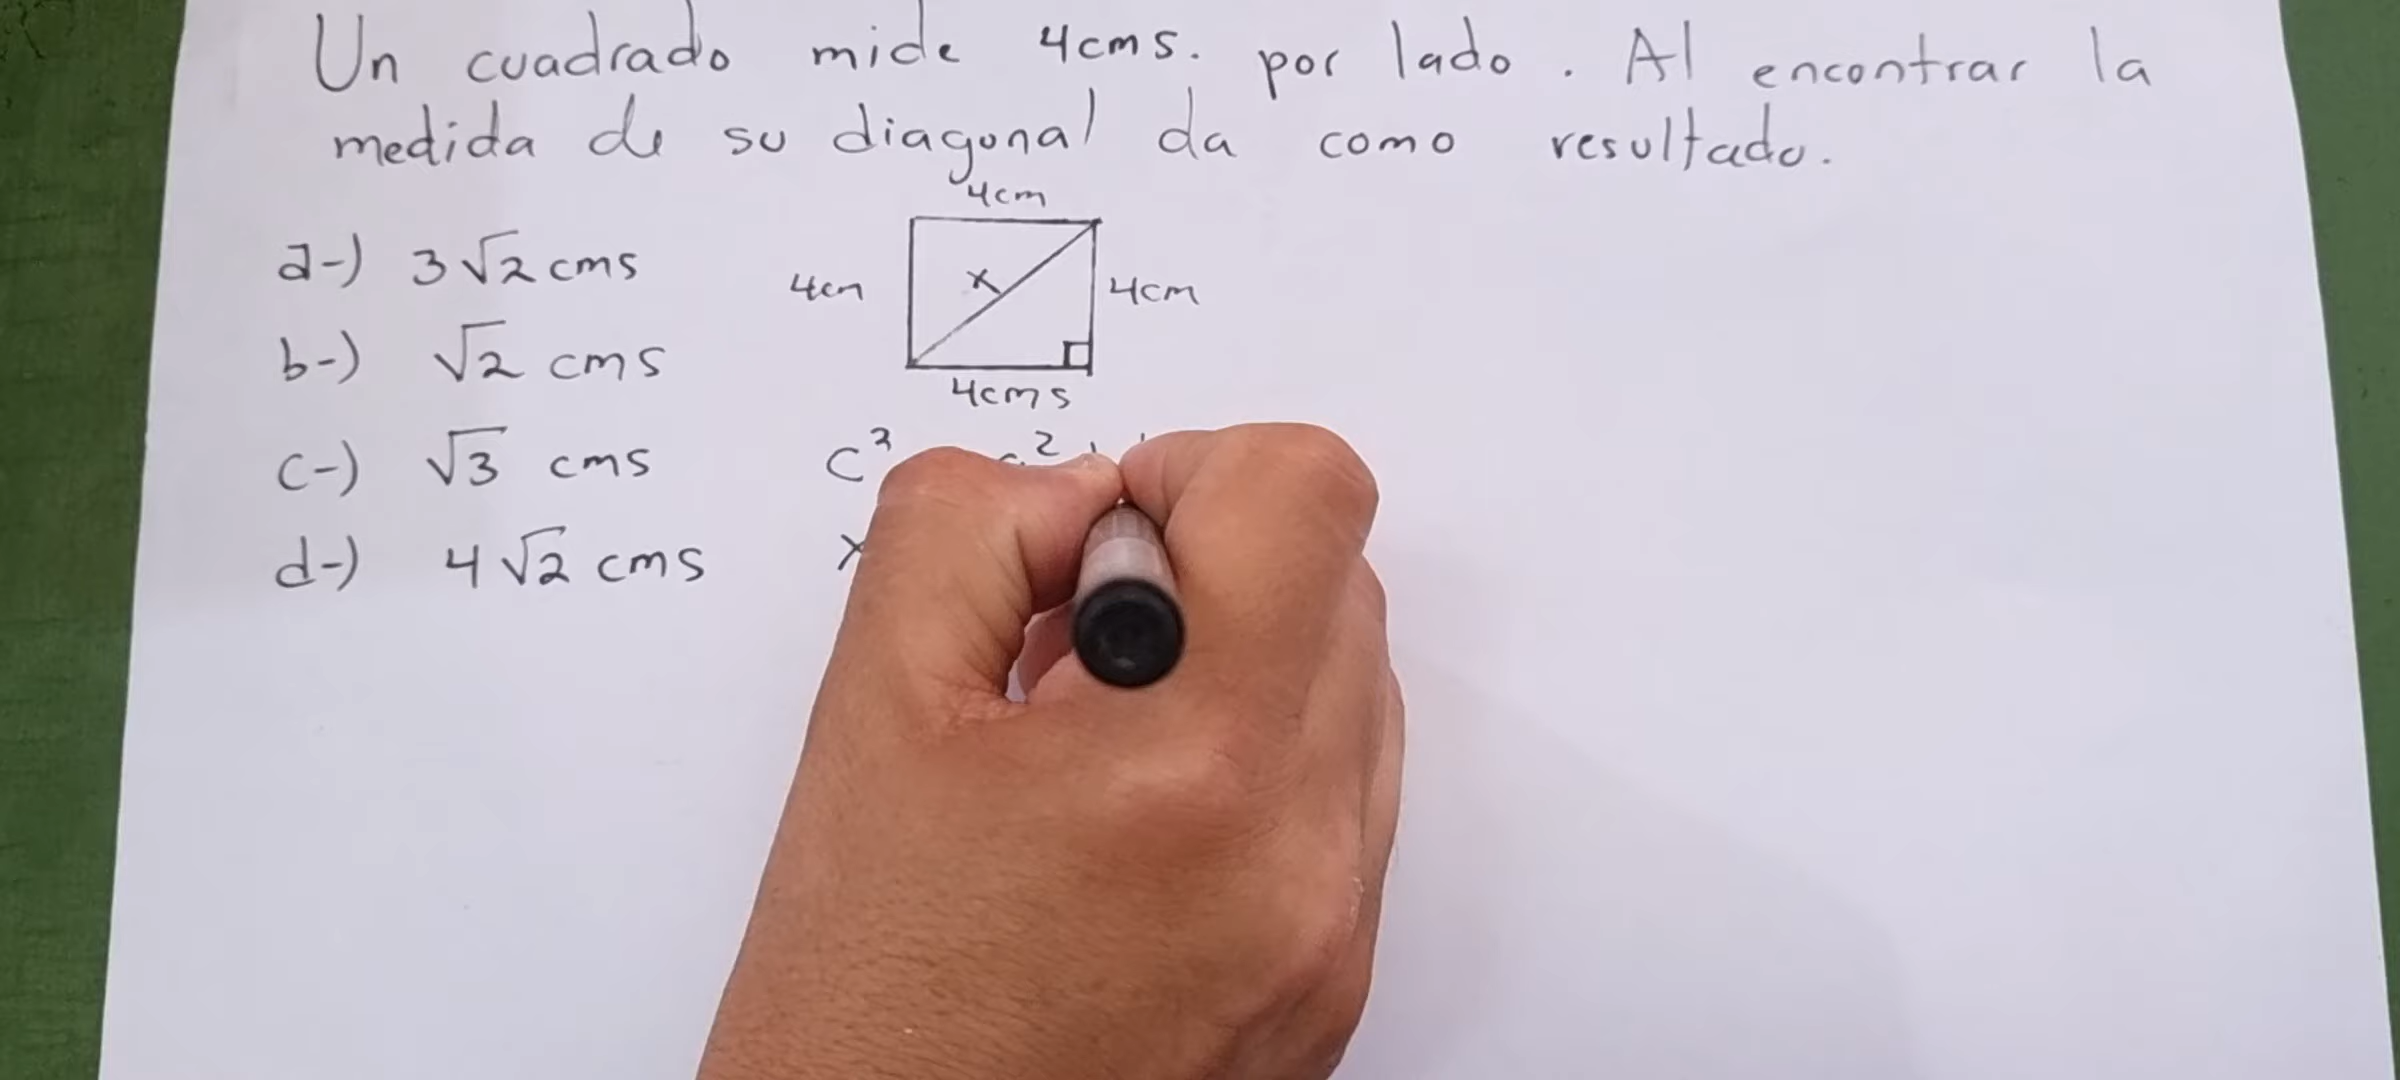 Un cuadrado mide 4cms. por lado. Al encontrar la
medida de su diagonal da como resultado.
4cm
a-) 3√2 cms
4cm x 4cm
b-) √2 cms
4cms
c-) √3 cms c² a²
d-) 4√2 cms x